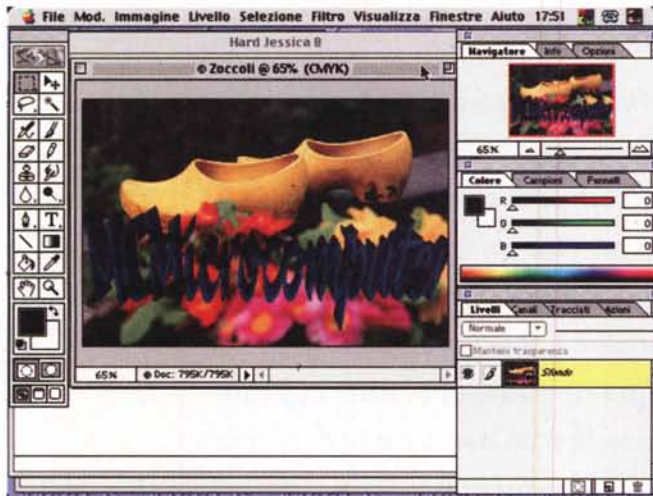 File Mod. Immagine Livello Selezione Filtro Visualizza Finestre Aiuto 17:51
Hard Jessica 8
© Zoccoli @ 65% (CMYK)
MCMicrocomputer
65% © Doc: 795K/795K
Navigatore Info Opzioni
65%
Colore Campioni Pennelli
R 0
G 0
B 0
Livelli Canali Tracciati Azioni
Normale
Mantieni trasparenza
Sfondo